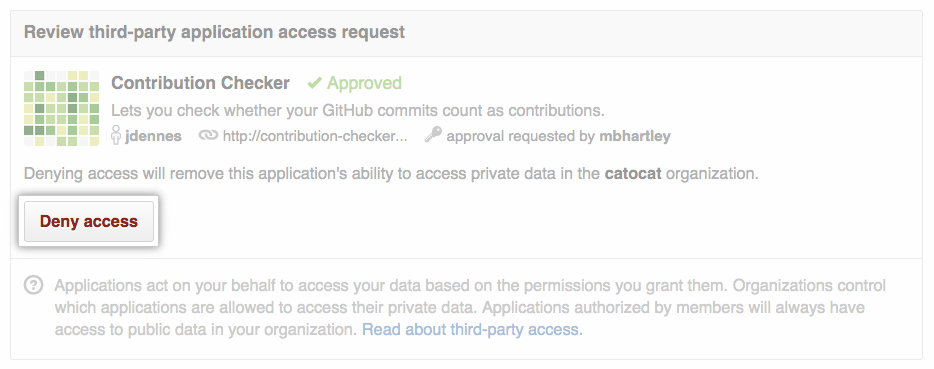 Review third-party application access request
Contribution Checker ✔ Approved
Lets you check whether your GitHub commits count as contributions.
jdennes http://contribution-checker... approval requested by mbhartley
Denying access will remove this application's ability to access private data in the catocat organization.
Deny access
Applications act on your behalf to access your data based on the permissions you grant them. Organizations control
which applications are allowed to access their private data. Applications authorized by members will always have
access to public data in your organization. Read about third-party access.